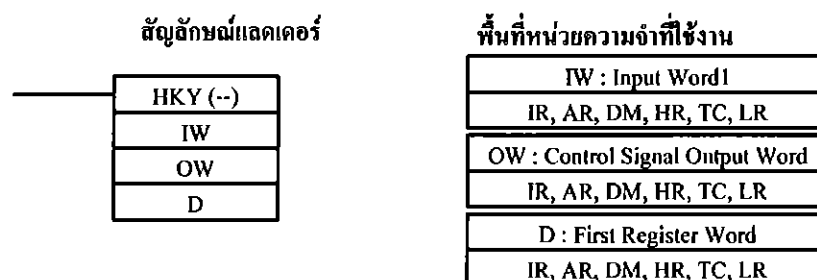 สัญลักษณ์แลดเดอร์
HKY (--)
IW
OW
D
พื้นที่หน่วยความจำที่ใช้งาน
IW : Input Word1
IR, AR, DM, HR, TC, LR
OW : Control Signal Output Word
IR, AR, DM, HR, TC, LR
D : First Register Word
IR, AR, DM, HR, TC, LR